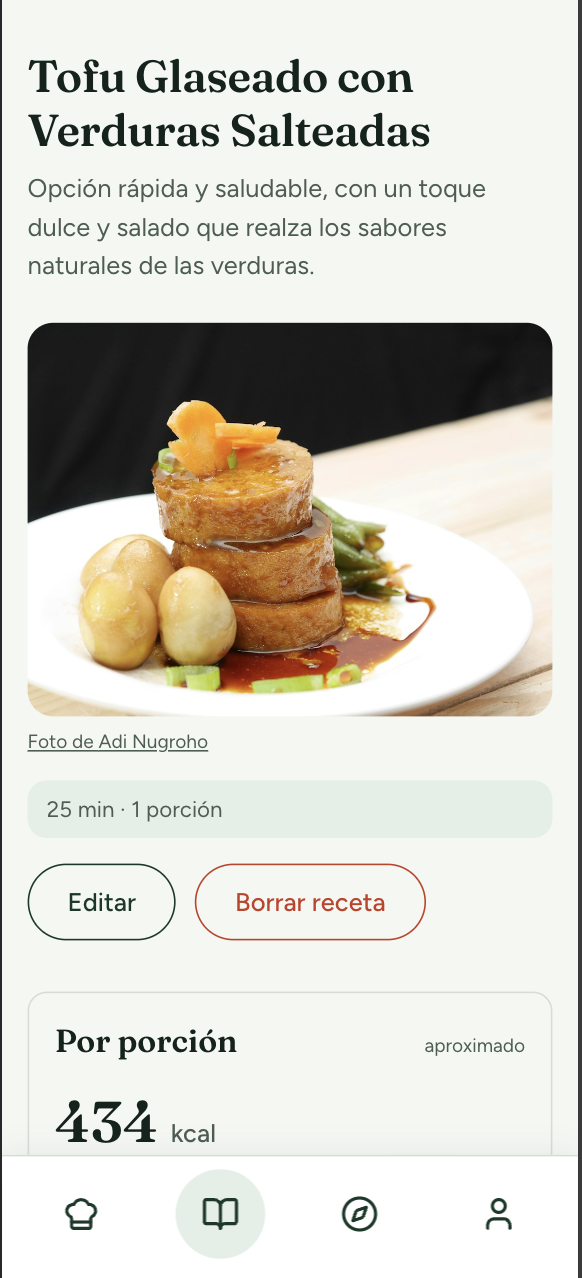 Tofu Glaseado con
Verduras Salteadas
Opción rápida y saludable, con un toque
dulce y salado que realza los sabores
naturales de las verduras.
Foto de Adi Nugroho
25 min · 1 porción
Editar
Borrar receta
Por porción
aproximado
434 kcal